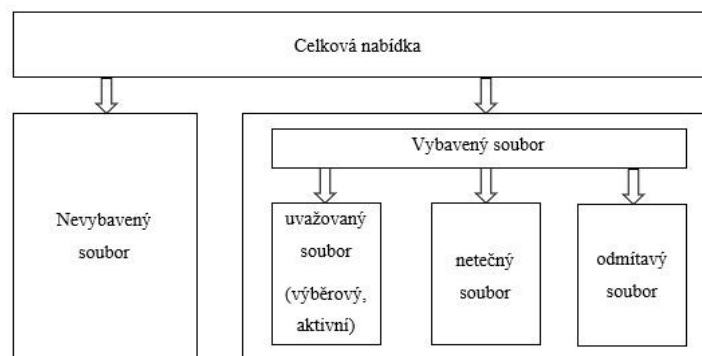 Celková nabídka
Vybavený soubor
Nevybavený
soubor
uvažovaný
soubor
(výběrový,
aktivní)
netečný
soubor
odmítavý
soubor